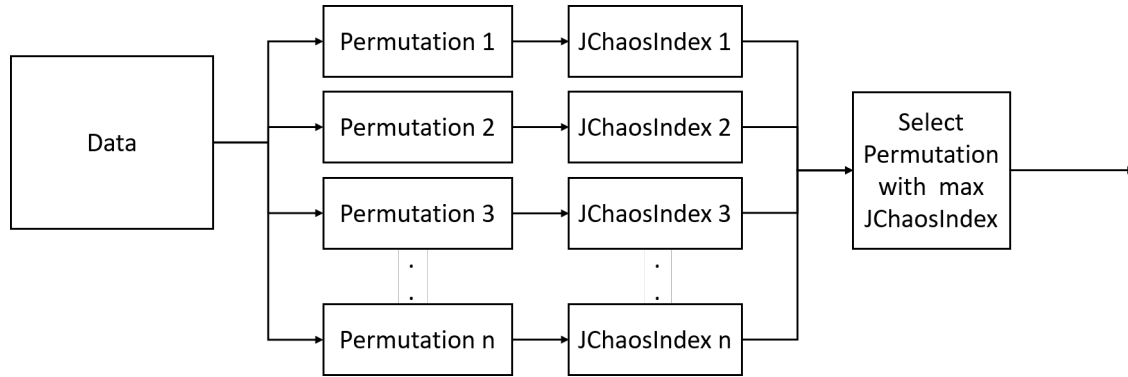 Data
Permutation 1
JChaosIndex 1
Permutation 2
JChaosIndex 2
Permutation 3
JChaosIndex 3
.
.
.
.
Permutation n
JChaosIndex n
Select
Permutation
with max
JChaosIndex